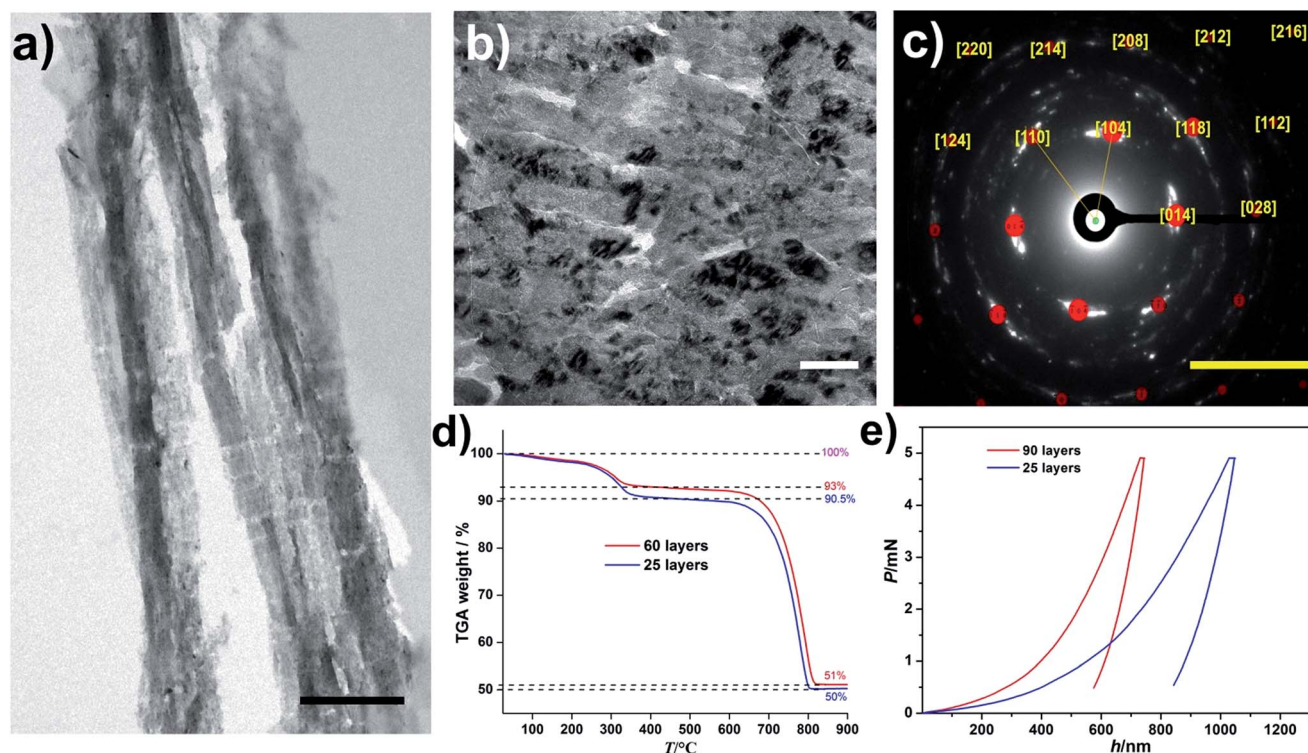 a)
b)
c)
[220]
[214]
[208]
[212]
[216]
[124]
[110]
[104]
[118]
[112]
[014]
[028]
d)
TGA weight / %
100
90
80
70
60
50
100%
93%
90.5%
60 layers
25 layers
51%
50%
100 200 300 400 500 600 700 800 900
T/°C
e)
P/mN
5
4
3
2
1
0
90 layers
25 layers
200 400 600 800 1000 1200
h/nm